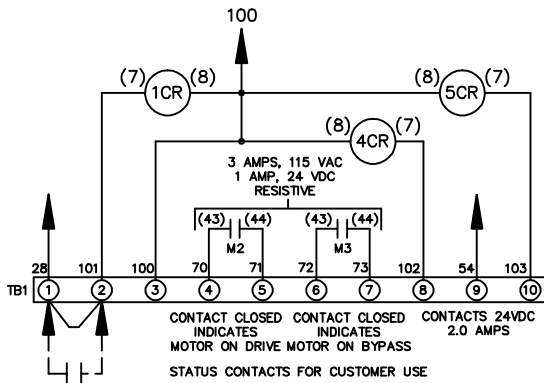 100
(7) 1CR (8)
(8) 5CR (7)
(8) 4CR (7)
3 AMPS, 115 VAC
1 AMP, 24 VDC
RESISTIVE
(43) (44) (43) (44)
M2 M3
28 101 100 70 71 72 73 102 54 103
TB1 1 2 3 4 5 6 7 8 9 10
CONTACT CLOSED CONTACT CLOSED CONTACTS 24VDC
INDICATES INDICATES 2.0 AMPS
MOTOR ON DRIVE MOTOR ON BYPASS
STATUS CONTACTS FOR CUSTOMER USE